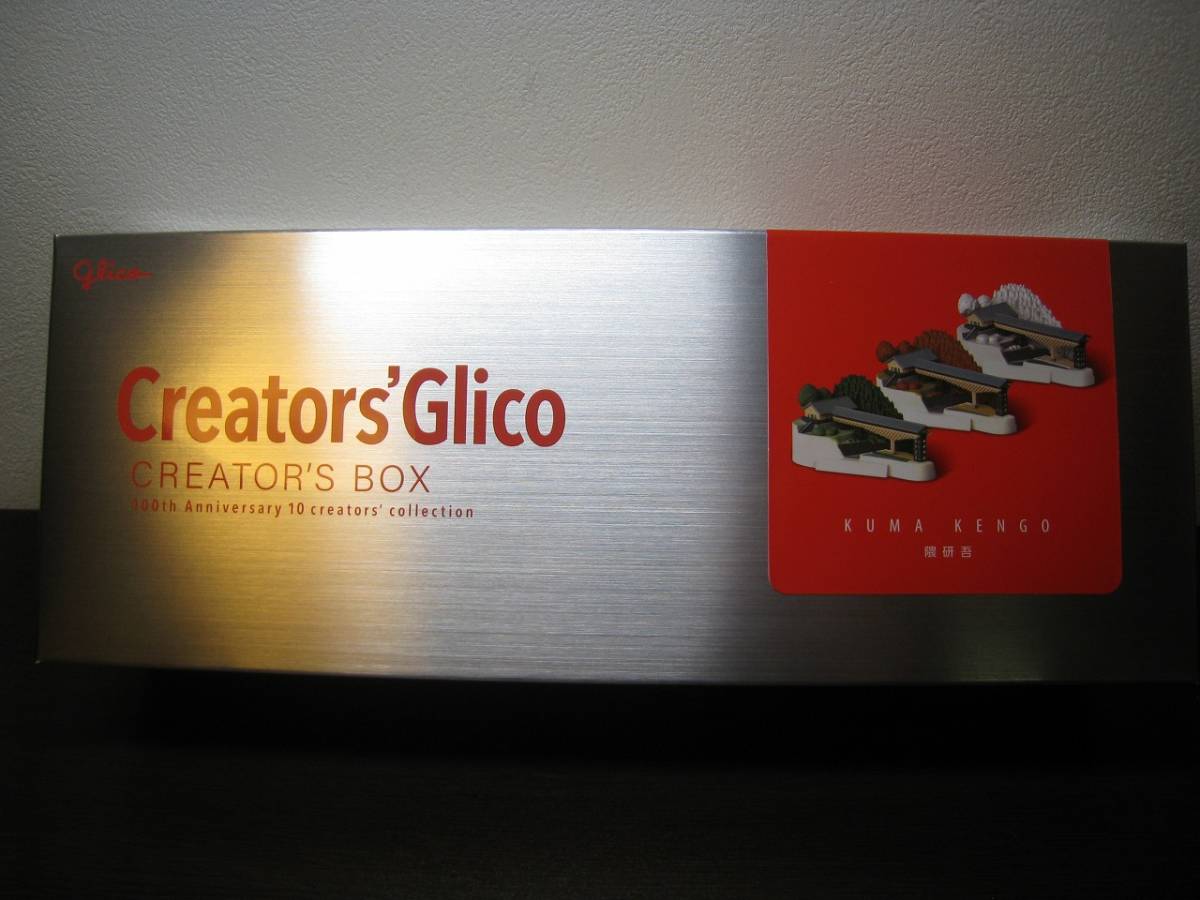 Glico
Creators'Glico
CREATOR'S BOX
100th Anniversary 10 creators' collection
KUMA KENGO
隈研吾